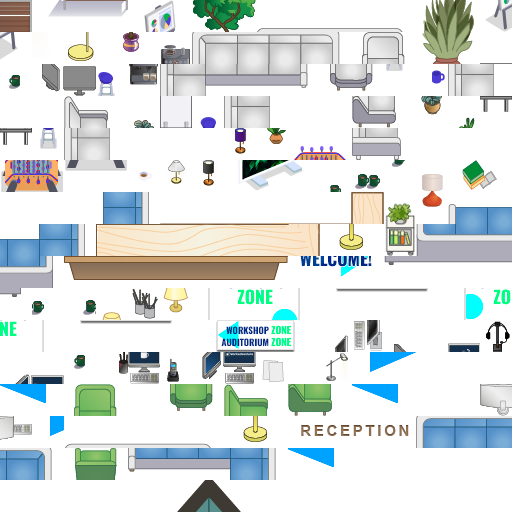 WELCOME!
ZONE
ZO
NE
WORKSHOP ZONE
AUDITORIUM ZONE
RECEPTION